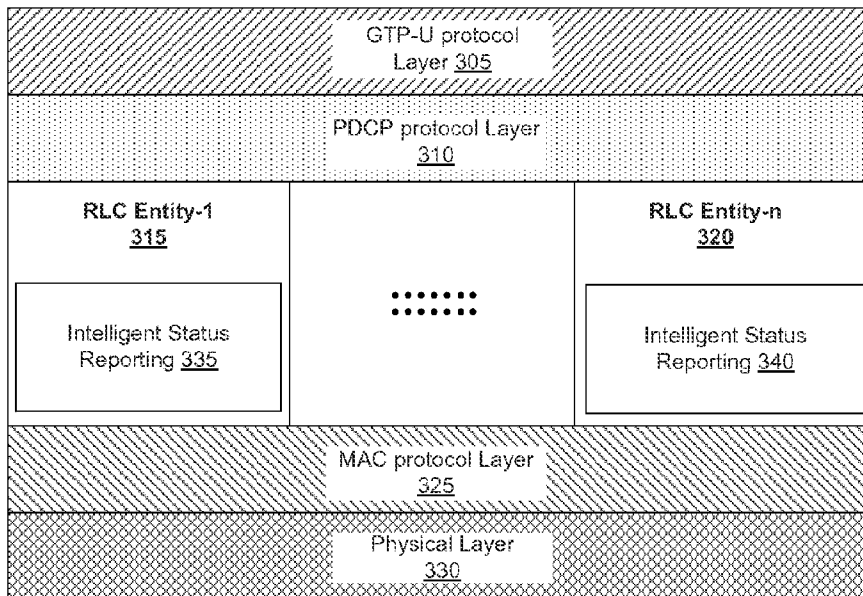 GTP-U protocol
Layer 305
PDCP protocol Layer
310
RLC Entity-1
315
RLC Entity-n
320
Intelligent Status
Reporting 335
Intelligent Status
Reporting 340
MAC protocol Layer
325
Physical Layer
330